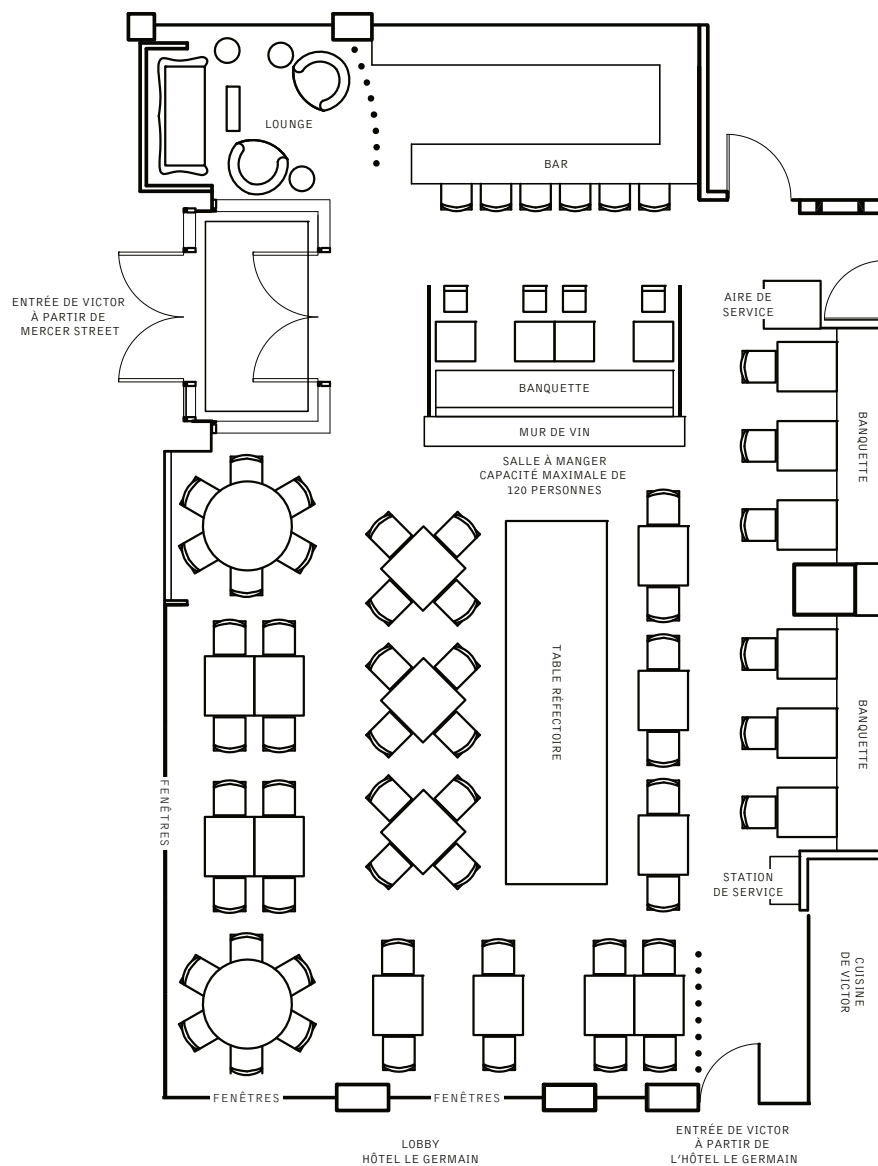 LOUNGE
BAR
ENTRÉE DE VICTOR
À PARTIR DE
MERCER STREET
AIRE DE
SERVICE
BANQUETTE
MUR DE VIN
SALLE À MANGER
CAPACITÉ MAXIMALE DE
120 PERSONNES
BANQUETTE
TABLE RÉFECTOIRE
BANQUETTE
FENÊTRES
STATION
DE SERVICE
CUISINE
DE VICTOR
FENÊTRES
FENÊTRES
LOBBY
HÔTEL LE GERMAIN
ENTRÉE DE VICTOR
À PARTIR DE
L'HÔTEL LE GERMAIN